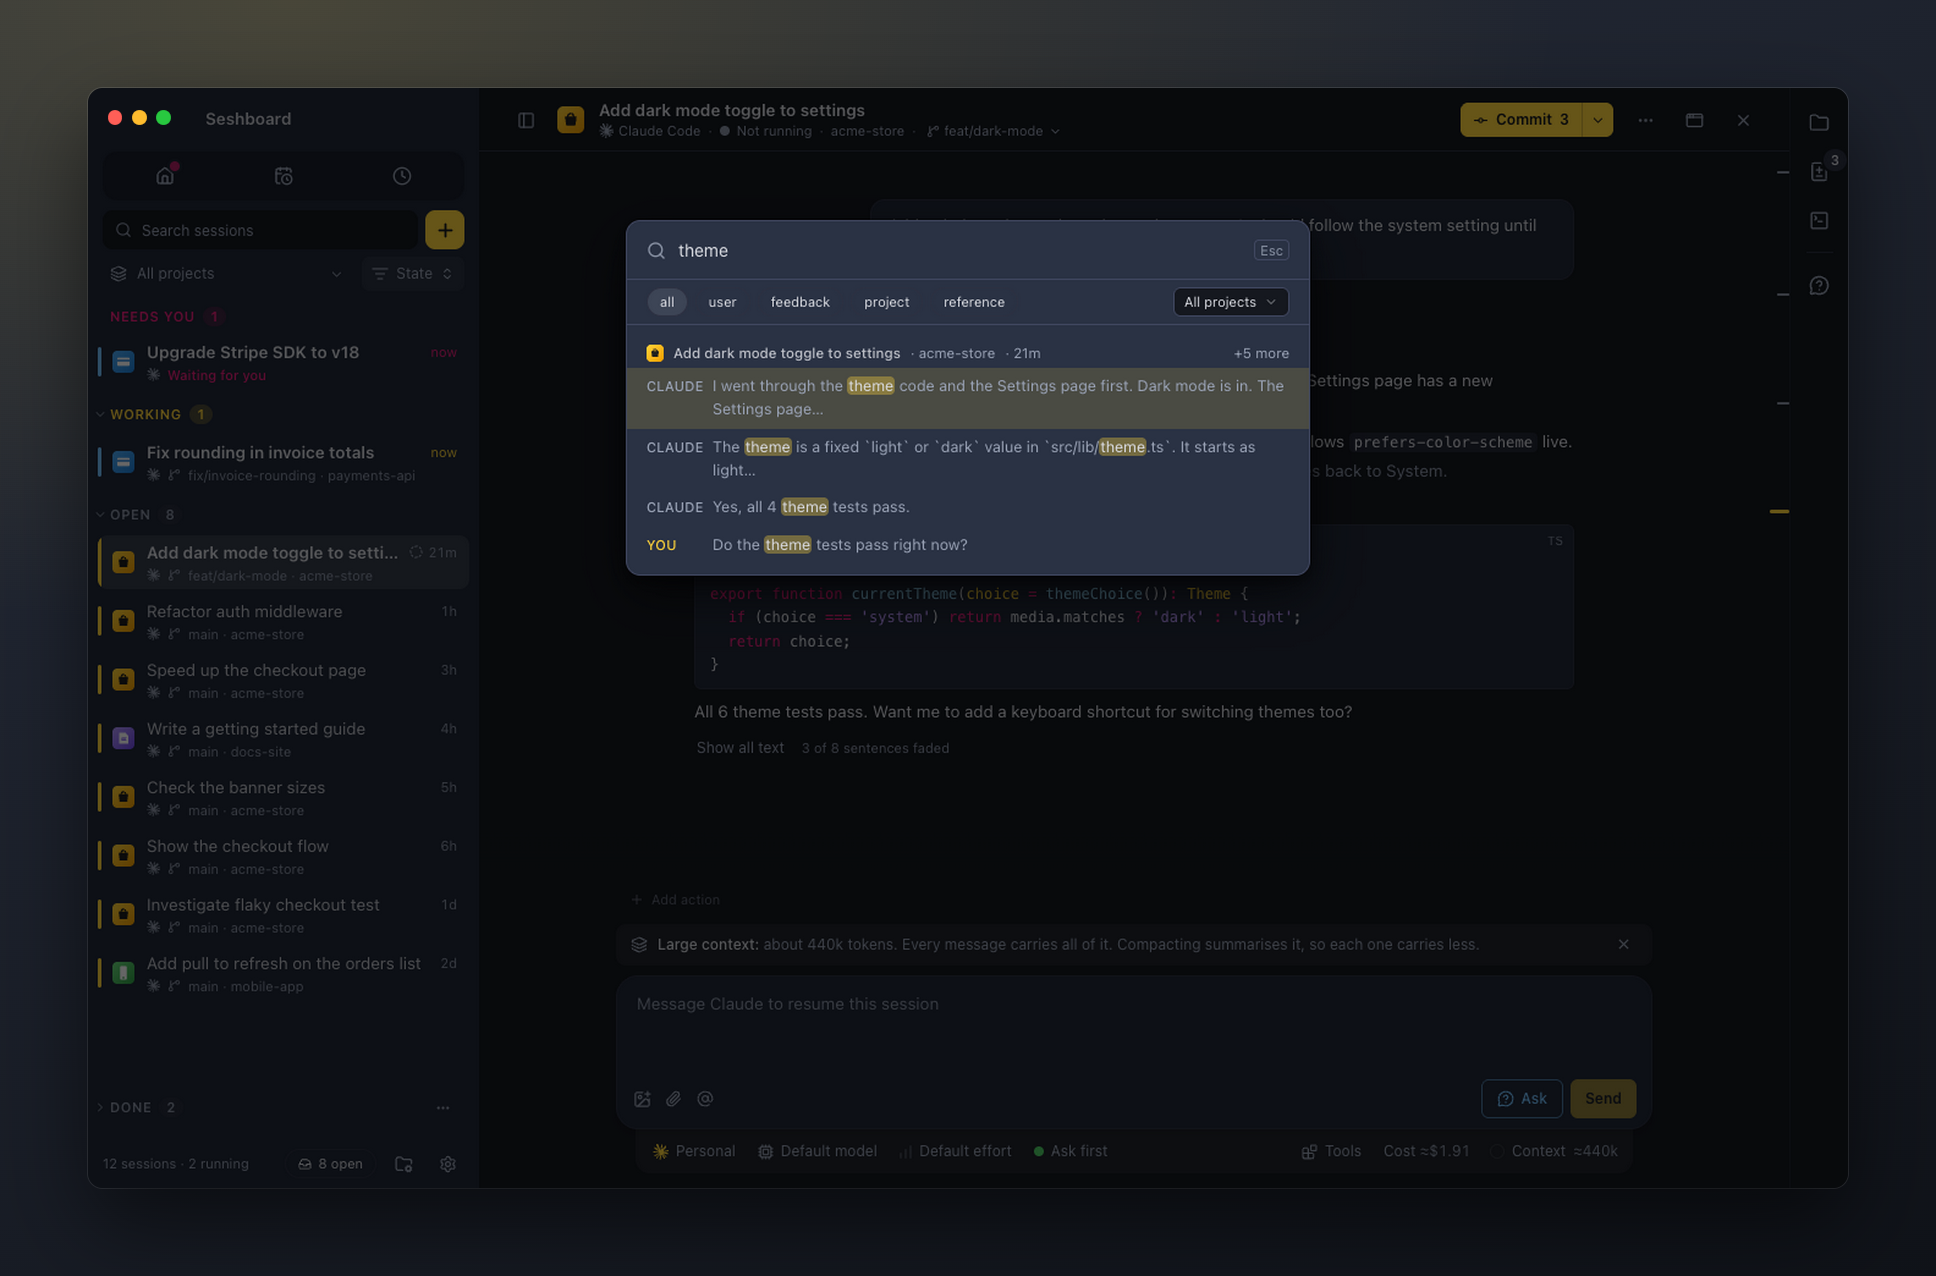 Seshboard
Search sessions
All projects
State
NEEDS YOU 1
Upgrade Stripe SDK to v18 now
Waiting for you
WORKING 1
Fix rounding in invoice totals now
fix/invoice-rounding · payments-api
OPEN 8
Add dark mode toggle to setti... 21m
feat/dark-mode · acme-store
Refactor auth middleware 1h
main · acme-store
Speed up the checkout page 3h
main · acme-store
Write a getting started guide 4h
main · docs-site
Check the banner sizes 5h
main · acme-store
Show the checkout flow 6h
main · acme-store
Investigate flaky checkout test 1d
main · acme-store
Add pull to refresh on the orders list 2d
main · mobile-app
DONE 2
12 sessions · 2 running
8 open
Add dark mode toggle to settings
Claude Code · Not running · acme-store · feat/dark-mode
Commit 3
3
follow the system setting until
theme
Esc
all user feedback project reference
All projects
Add dark mode toggle to settings · acme-store · 21m +5 more
CLAUDE I went through the theme code and the Settings page first. Dark mode is in. The
Settings page...
CLAUDE The theme is a fixed `light` or `dark` value in `src/lib/theme.ts`. It starts as
light...
CLAUDE Yes, all 4 theme tests pass.
YOU Do the theme tests pass right now?
Settings page has a new
prefers-color-scheme live.
back to System.
TS
export function currentTheme(choice = themeChoice()): Theme {
if (choice === 'system') return media.matches ? 'dark' : 'light';
return choice;
}
All 6 theme tests pass. Want me to add a keyboard shortcut for switching themes too?
Show all text 3 of 8 sentences faded
Add action
Large context: about 440k tokens. Every message carries all of it. Compacting summarises it, so each one carries less.
Message Claude to resume this session
Ask
Send
Personal Default model Default effort Ask first
Tools Cost ≈$1.91 Context ≈440k